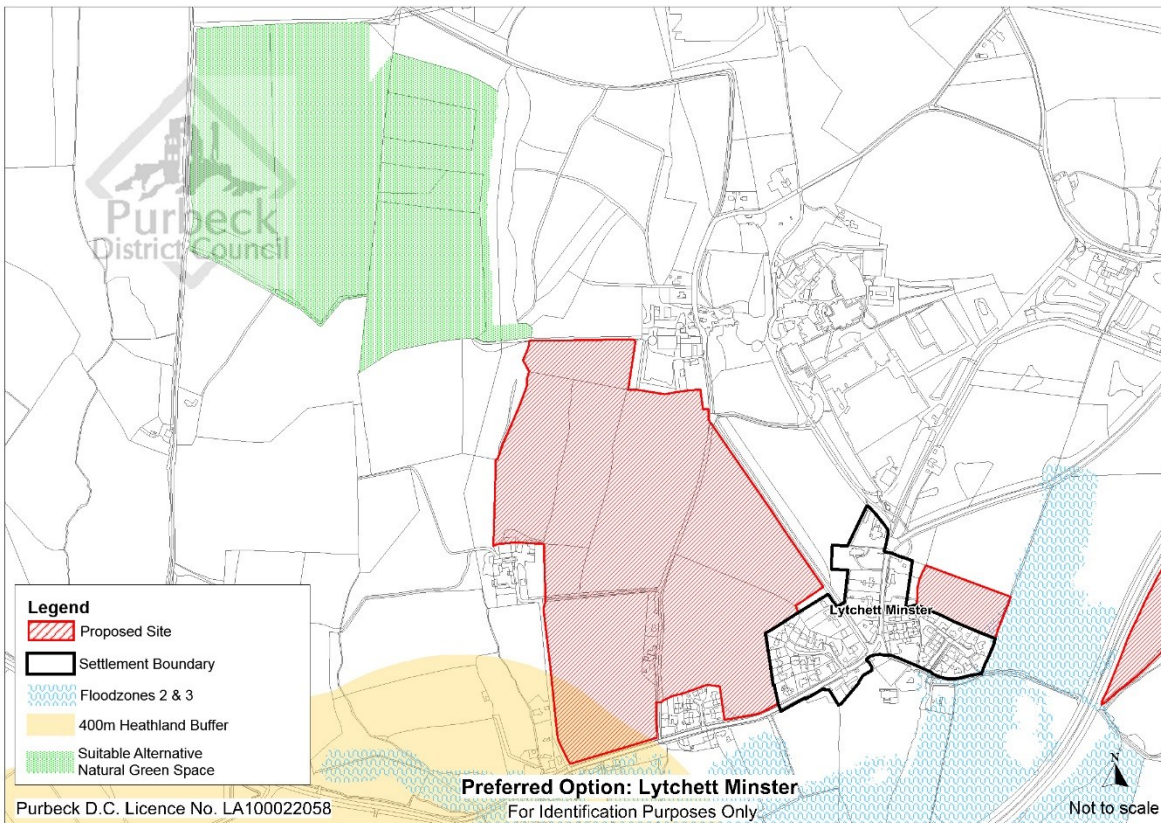 Purbeck
District Council
Lytchett Minster
Legend
Proposed Site
Settlement Boundary
Floodzones 2 & 3
400m Heathland Buffer
Suitable Alternative
Natural Green Space
Purbeck D.C. Licence No. LA100022058
Preferred Option: Lytchett Minster
For Identification Purposes Only
N
Not to scale